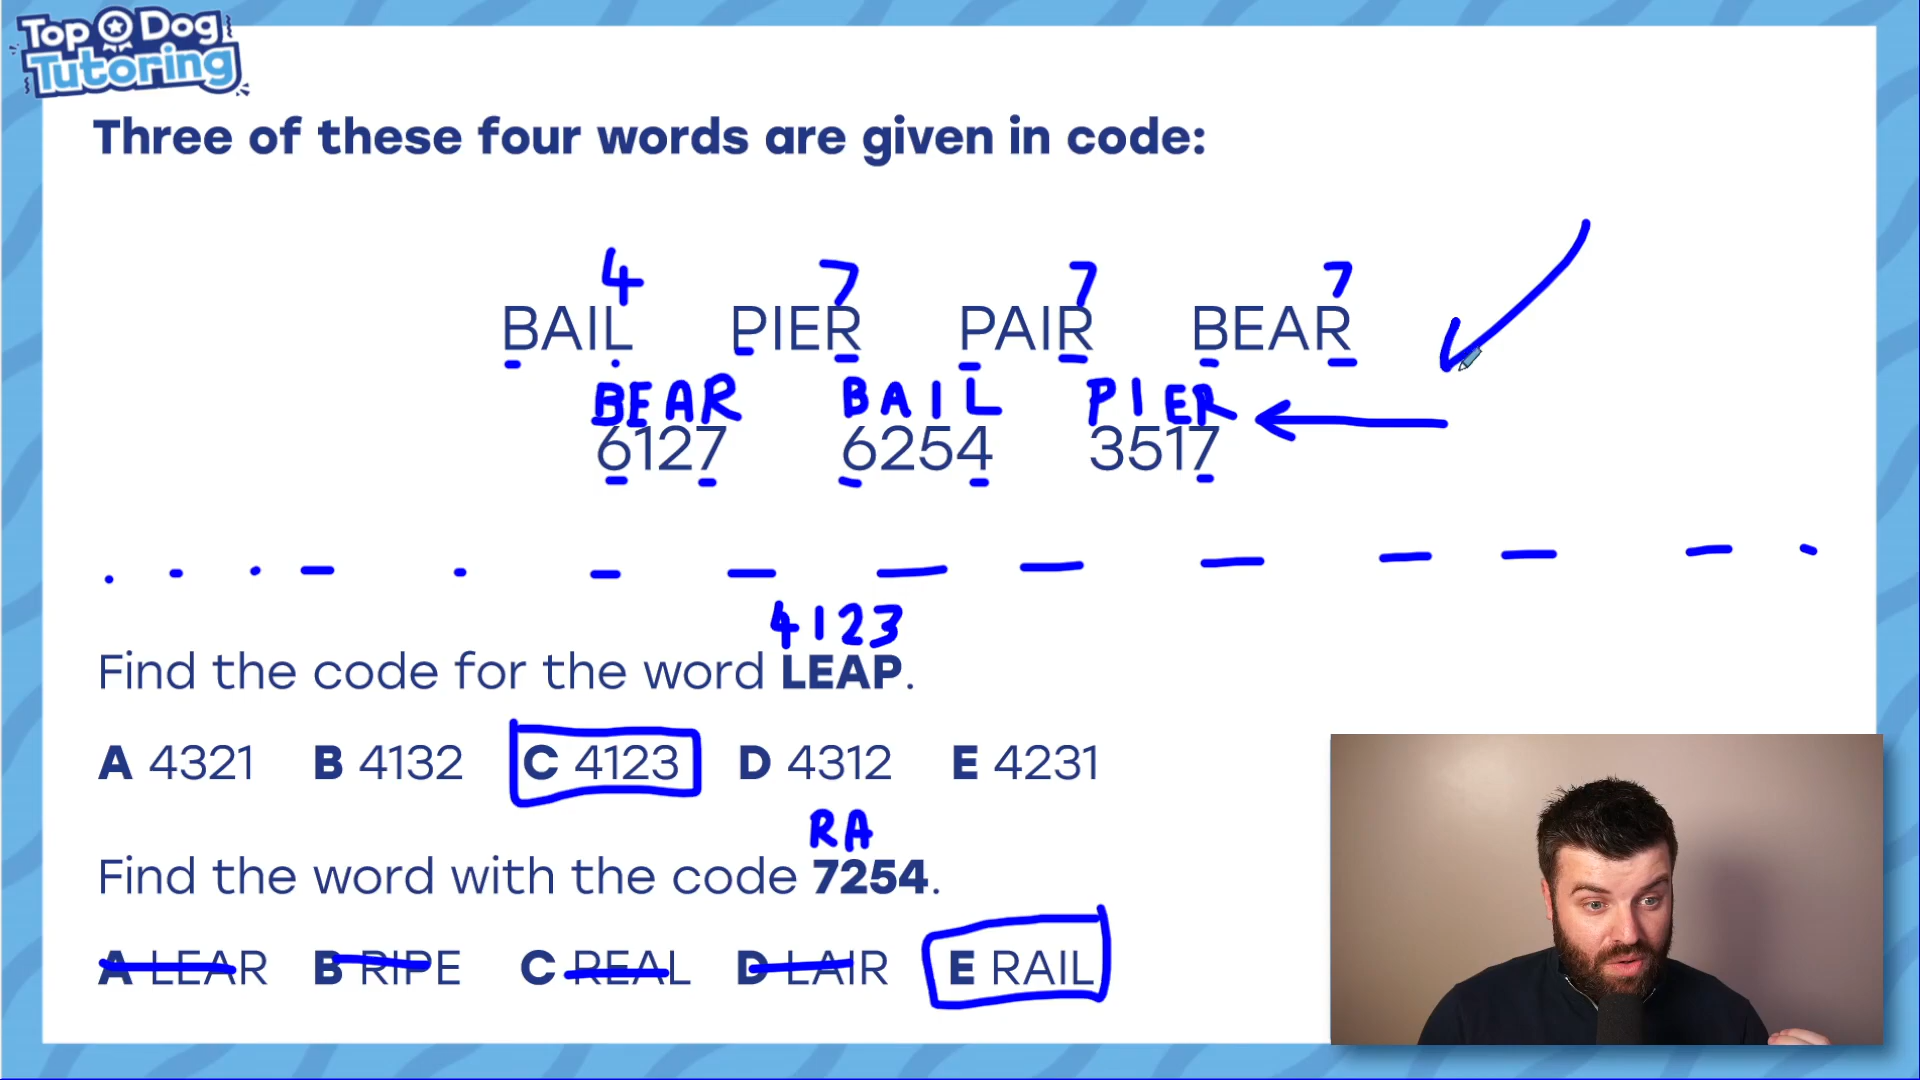 Top Dog
Tutoring
Three of these four words are given in code:
4 7 7 7
BAIL PIER PAIR BEAR
BEAR BAIL PIER
6127 6254 3517
4123
Find the code for the word LEAP.
A 4321 B 4132 C 4123 D 4312 E 4231
RA
Find the word with the code 7254.
A LEAR B RIPE C REAL D LAIR E RAIL